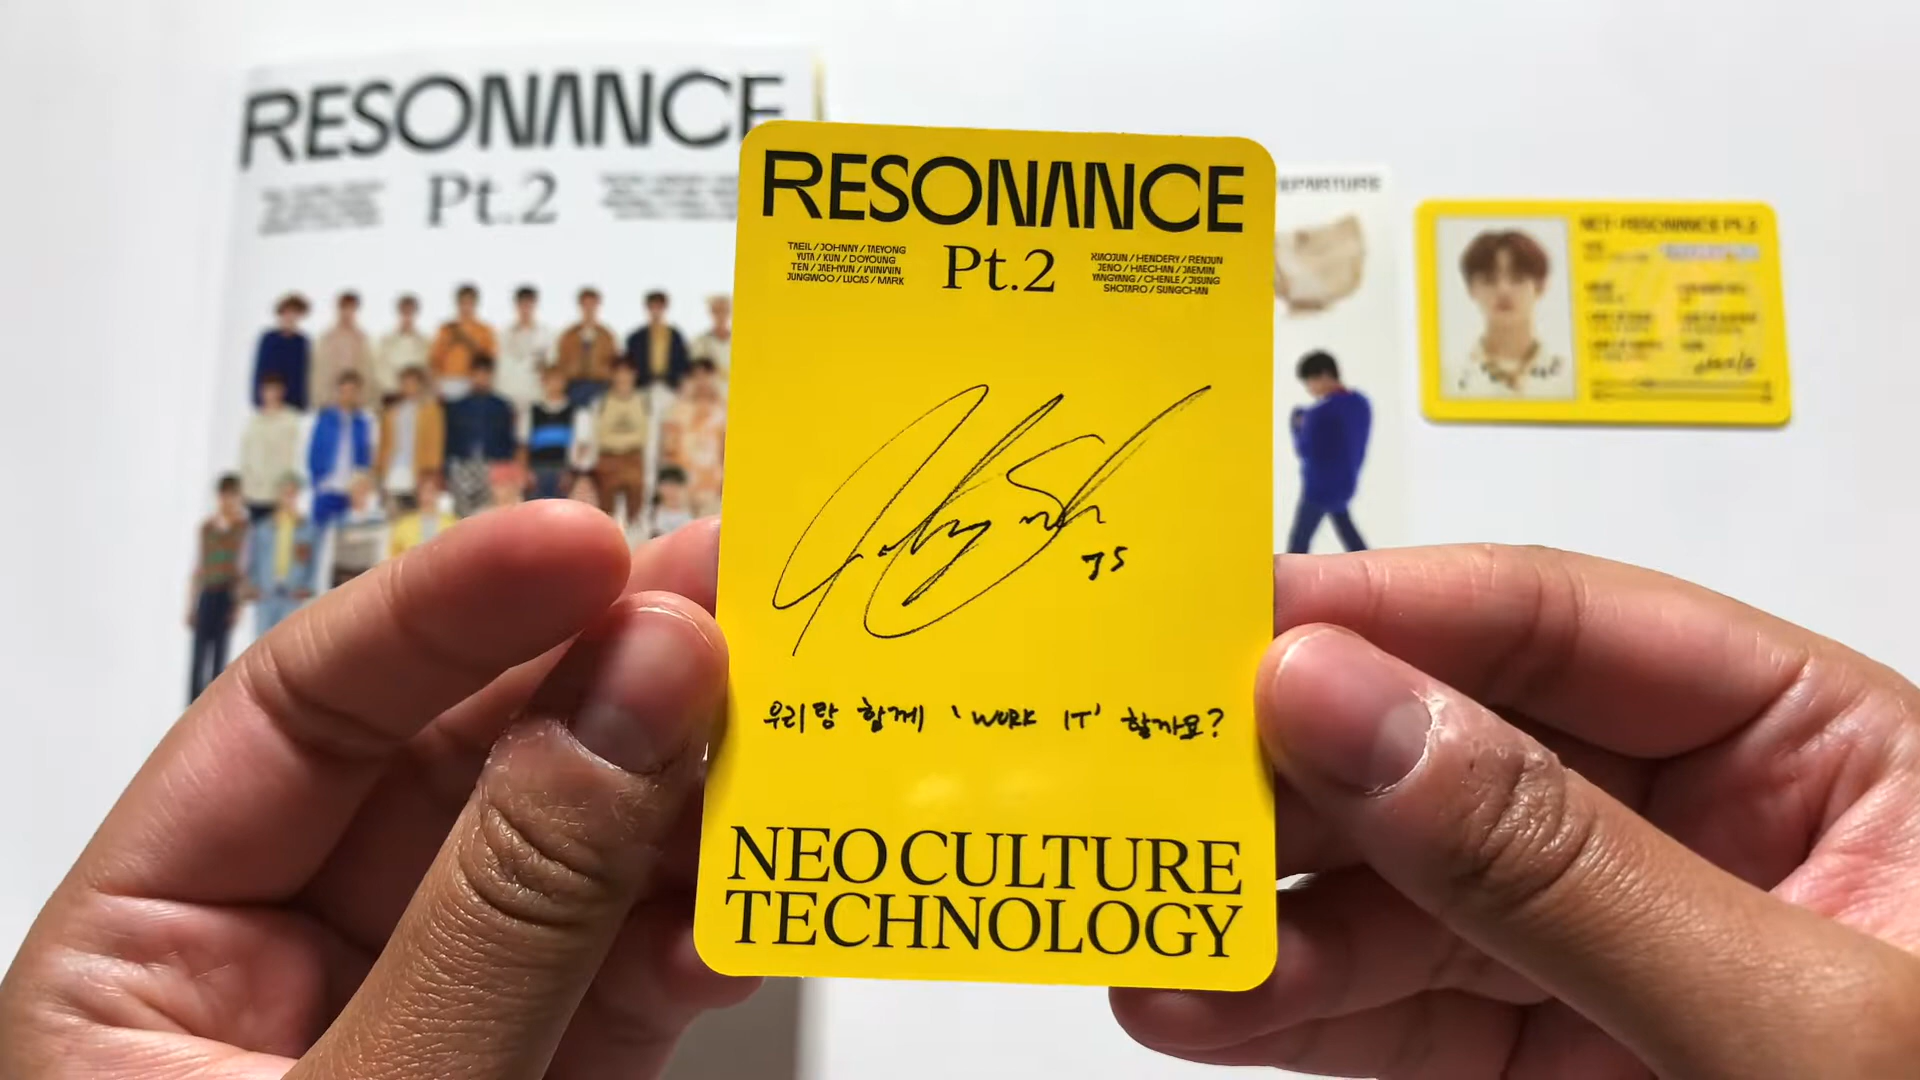 RESONANCE
Pt.2
RESONANCE
TAEIL / JOHNNY / TAEYONG
YUTA / KUN / DOYOUNG
TEN / JAEHYUN / WINWIN
JUNGWOO / LUCAS / MARK
Pt.2
XIAOJUN / HENDERY / RENJUN
JENO / HAECHAN / JAEMIN
YANGYANG / CHENLE / JISUNG
SHOTARO / SUNGCHAN
JS
우리랑 함께 'WORK IT' 할까요?
NEO CULTURE
TECHNOLOGY
EPARTURE